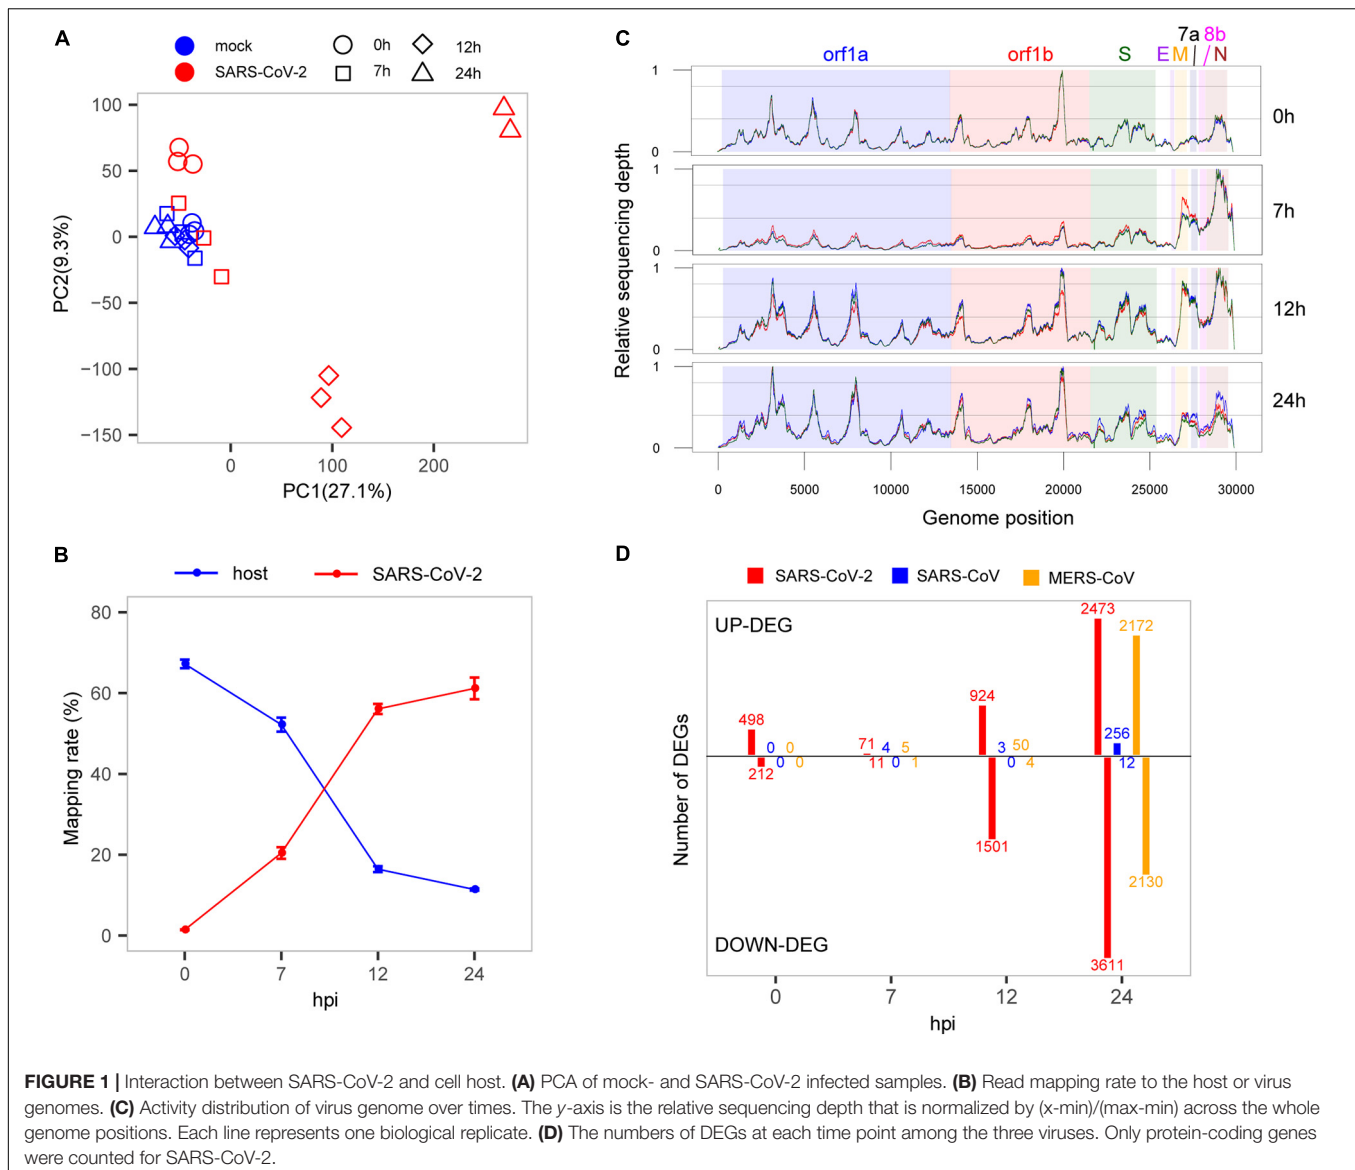 A
mock
SARS-CoV-2
0h
7h
12h
24h
100
50
0
−50
−100
−150
PC2(9.3%)
0
100
200
PC1(27.1%)
C
orf1a
orf1b
S
E
M
7a
8b
N
1
0
0h
1
0
7h
1
0
12h
1
0
24h
Relative sequencing depth
0
5000
10000
15000
20000
25000
30000
Genome position
B
host
SARS-CoV-2
80
60
40
20
0
Mapping rate (%)
0
7
12
24
hpi
D
SARS-CoV-2
SARS-CoV
MERS-CoV
UP-DEG
DOWN-DEG
Number of DEGs
498
0
0
212
0
0
71
4
5
11
0
1
924
3
50
1501
0
4
2473
256
2172
3611
12
2130
0
7
12
24
hpi
FIGURE 1 | Interaction between SARS-CoV-2 and cell host. (A) PCA of mock- and SARS-CoV-2 infected samples. (B) Read mapping rate to the host or virus
genomes. (C) Activity distribution of virus genome over times. The y-axis is the relative sequencing depth that is normalized by (x-min)/(max-min) across the whole
genome positions. Each line represents one biological replicate. (D) The numbers of DEGs at each time point among the three viruses. Only protein-coding genes
were counted for SARS-CoV-2.